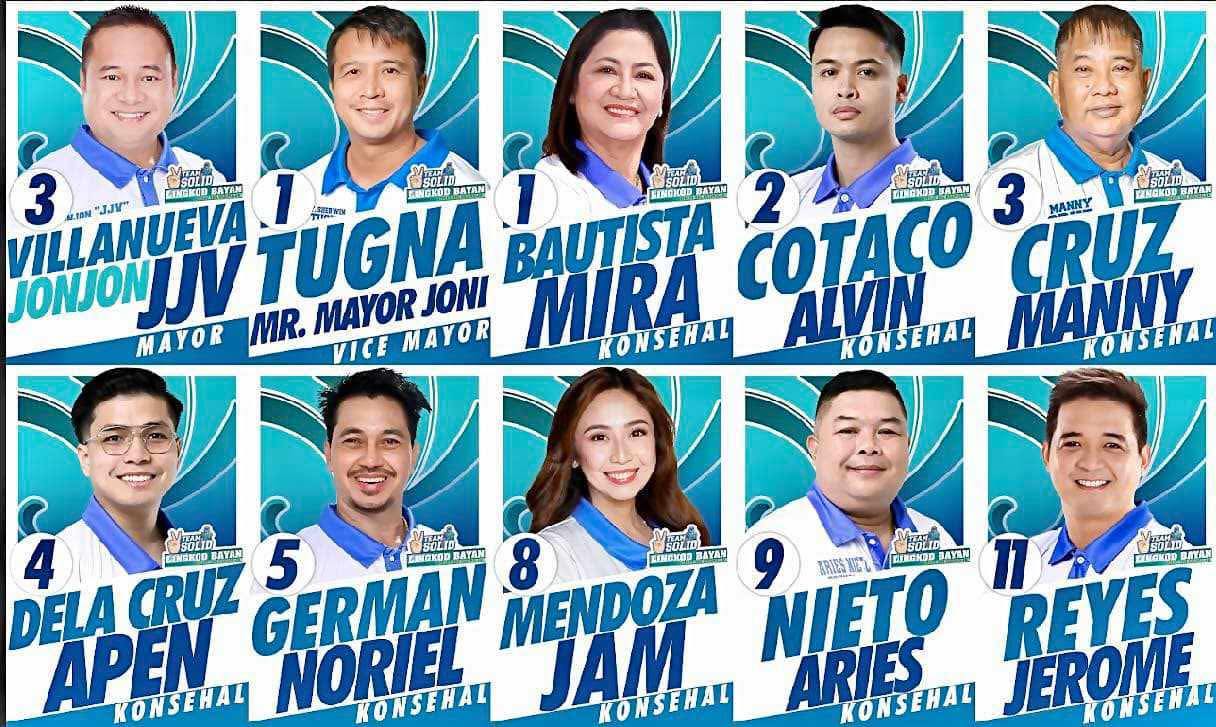 3
JON "JJV"
TEAM
SOLID
LINGKOD BAYAN
VILLANUEVA
JONJON JJV
MAYOR
1
SHERWIN
TEAM
SOLID
LINGKOD BAYAN
TUGNA
MR. MAYOR JONI
VICE MAYOR
1
TEAM
SOLID
LINGKOD BAYAN
BAUTISTA
MIRA
KONSEHAL
2
TEAM
SOLID
LINGKOD BAYAN
COTACO
ALVIN
KONSEHAL
3
MANNY
TEAM
SOLID
LINGKOD BAYAN
CRUZ
MANNY
KONSEHAL
4
TEAM
SOLID
LINGKOD BAYAN
DELA CRUZ
APEN
KONSEHAL
5
TEAM
SOLID
LINGKOD BAYAN
GERMAN
NORIEL
KONSEHAL
8
TEAM
SOLID
LINGKOD BAYAN
MENDOZA
JAM
KONSEHAL
9
TEAM
SOLID
LINGKOD BAYAN
NIETO
ARIES
KONSEHAL
11
TEAM
SOLID
LINGKOD BAYAN
REYES
JEROME
KONSEHAL